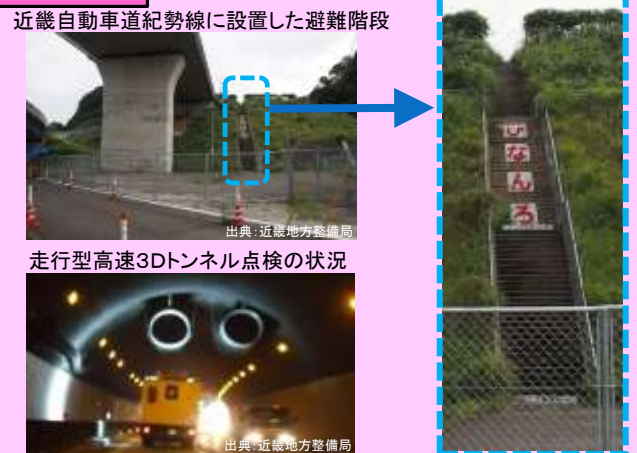 近畿自動車道紀勢線に設置した避難階段
出典：近畿地方整備局
ひ
な
ん
ろ
走行型高速3Dトンネル点検の状況
出典：近畿地方整備局